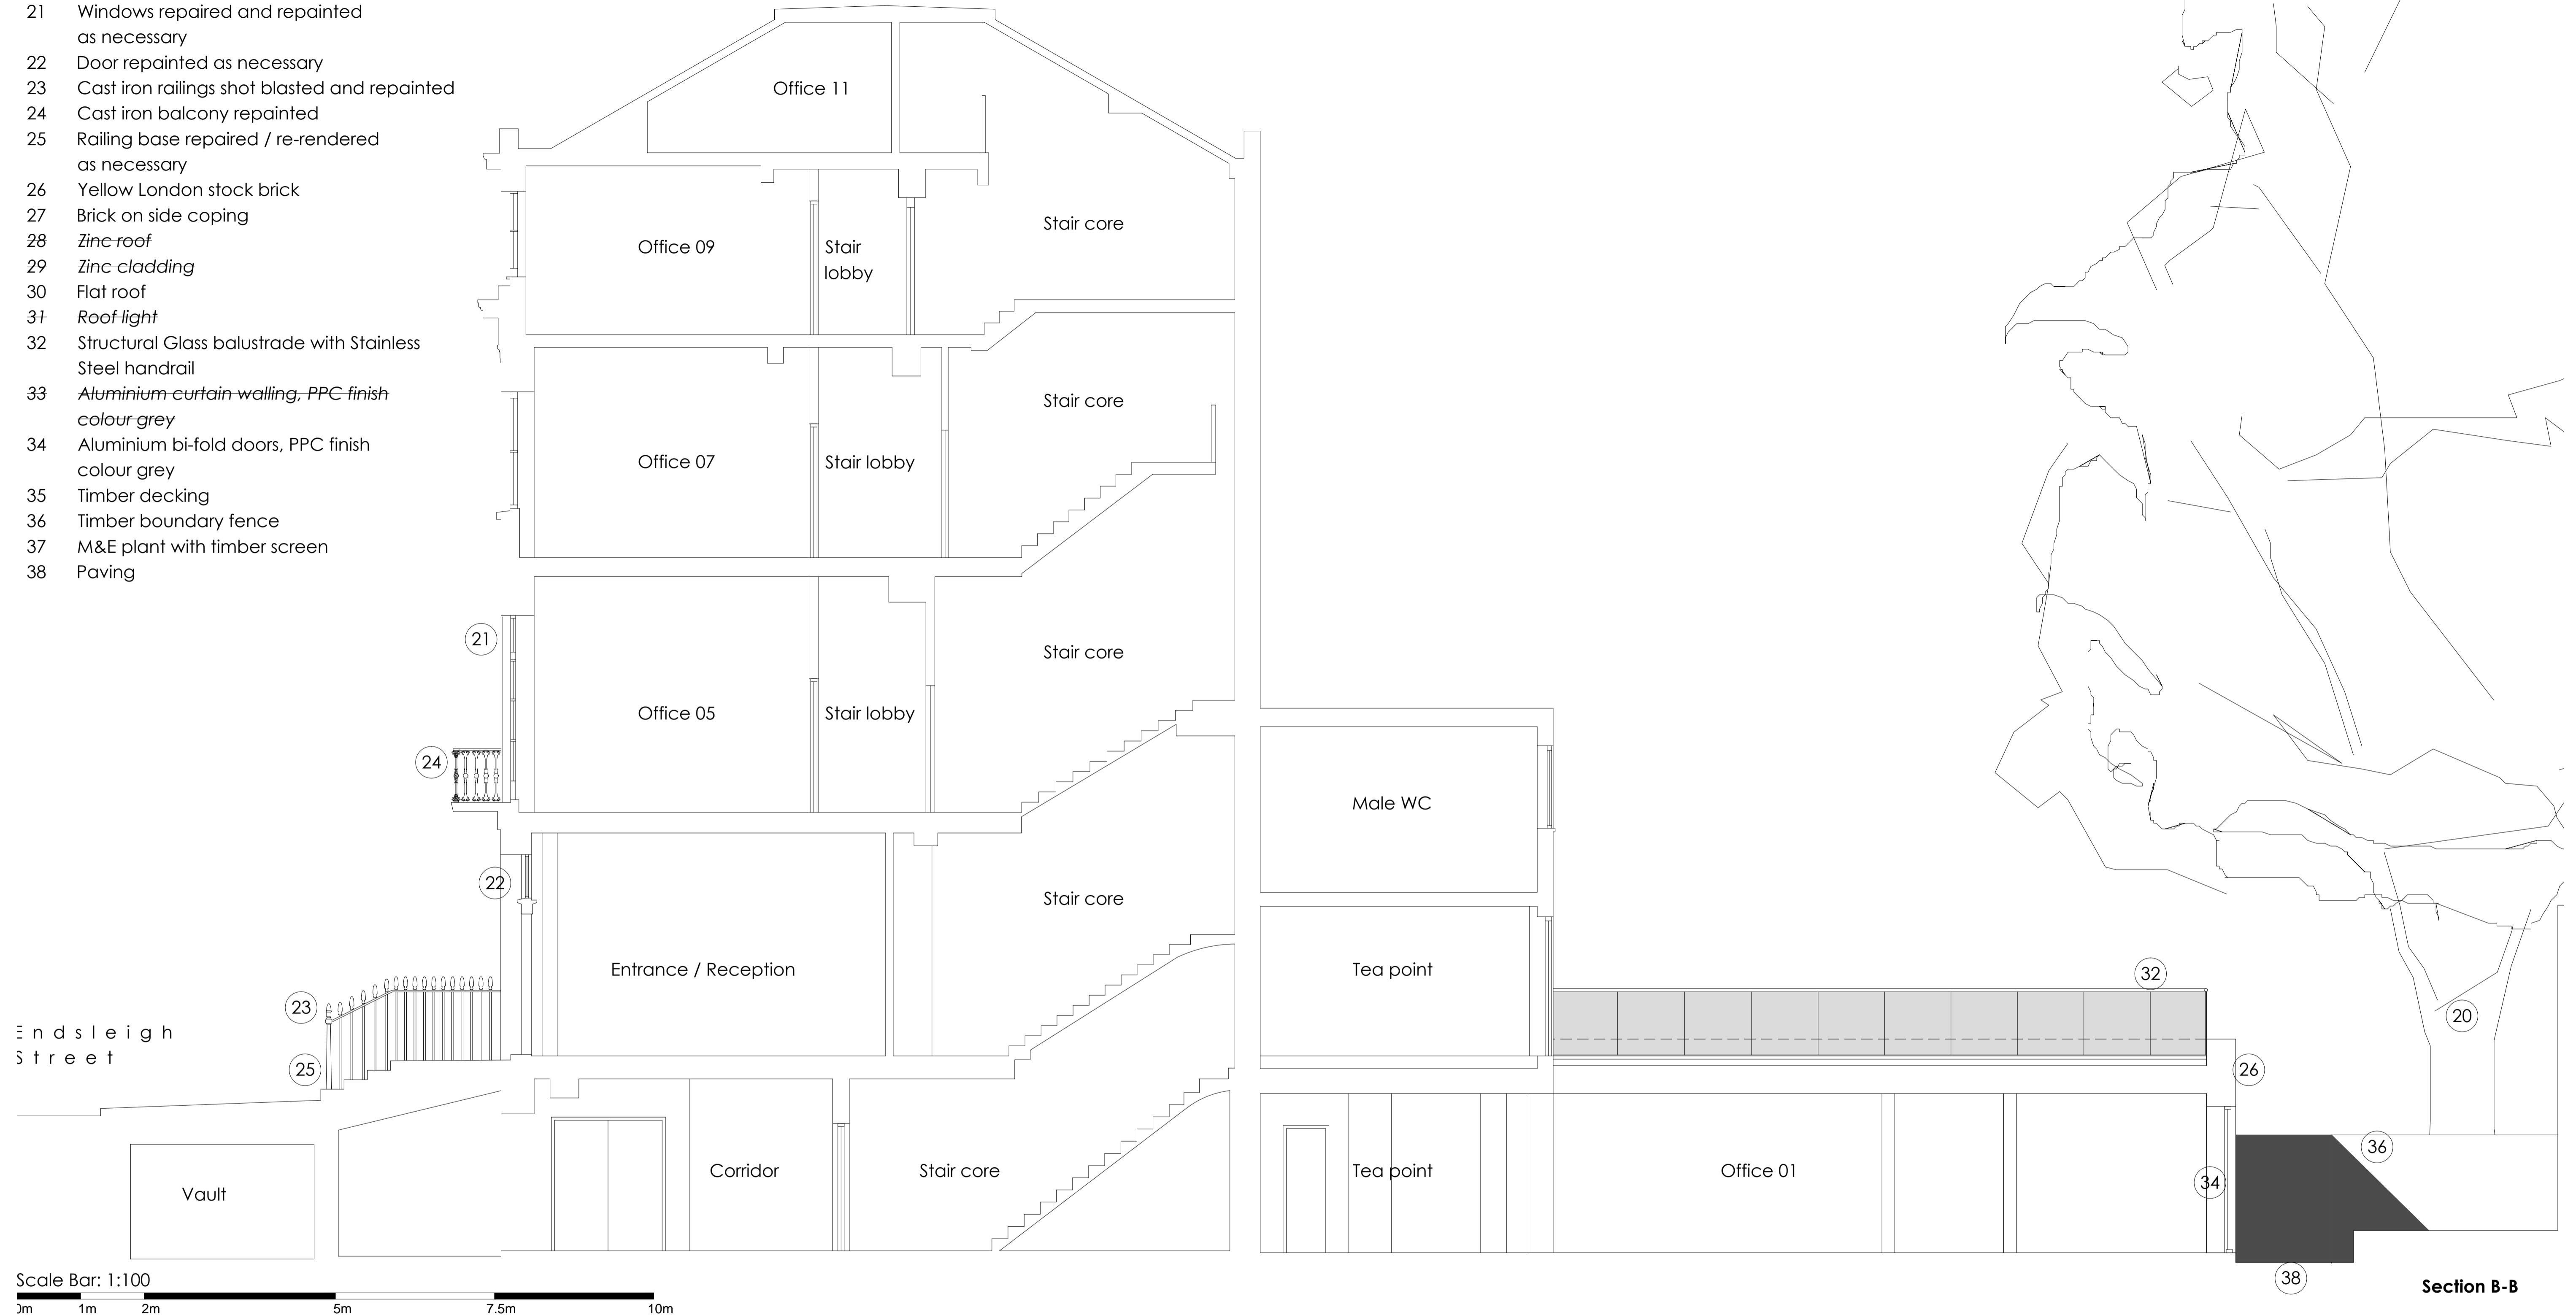 21 Windows repaired and repainted
as necessary
22 Door repainted as necessary
23 Cast iron railings shot blasted and repainted
24 Cast iron balcony repainted
25 Railing base repaired / re-rendered
as necessary
26 Yellow London stock brick
27 Brick on side coping
28 Zinc roof
29 Zinc cladding
30 Flat roof
31 Roof light
32 Structural Glass balustrade with Stainless
Steel handrail
33 Aluminium curtain walling, PPC finish
colour grey
34 Aluminium bi-fold doors, PPC finish
colour grey
35 Timber decking
36 Timber boundary fence
37 M&E plant with timber screen
38 Paving
Office 11
Stair core
Office 09
Stair
lobby
Stair core
Office 07
Stair lobby
21
Stair core
Office 05
Stair lobby
24
Male WC
22
Stair core
Entrance / Reception
Tea point
32
23
20
Endsleigh
Street
25
26
36
Corridor
Stair core
Tea point
Office 01
34
Vault
38
Scale Bar: 1:100
Section B-B
0m 1m 2m 5m 7.5m 10m